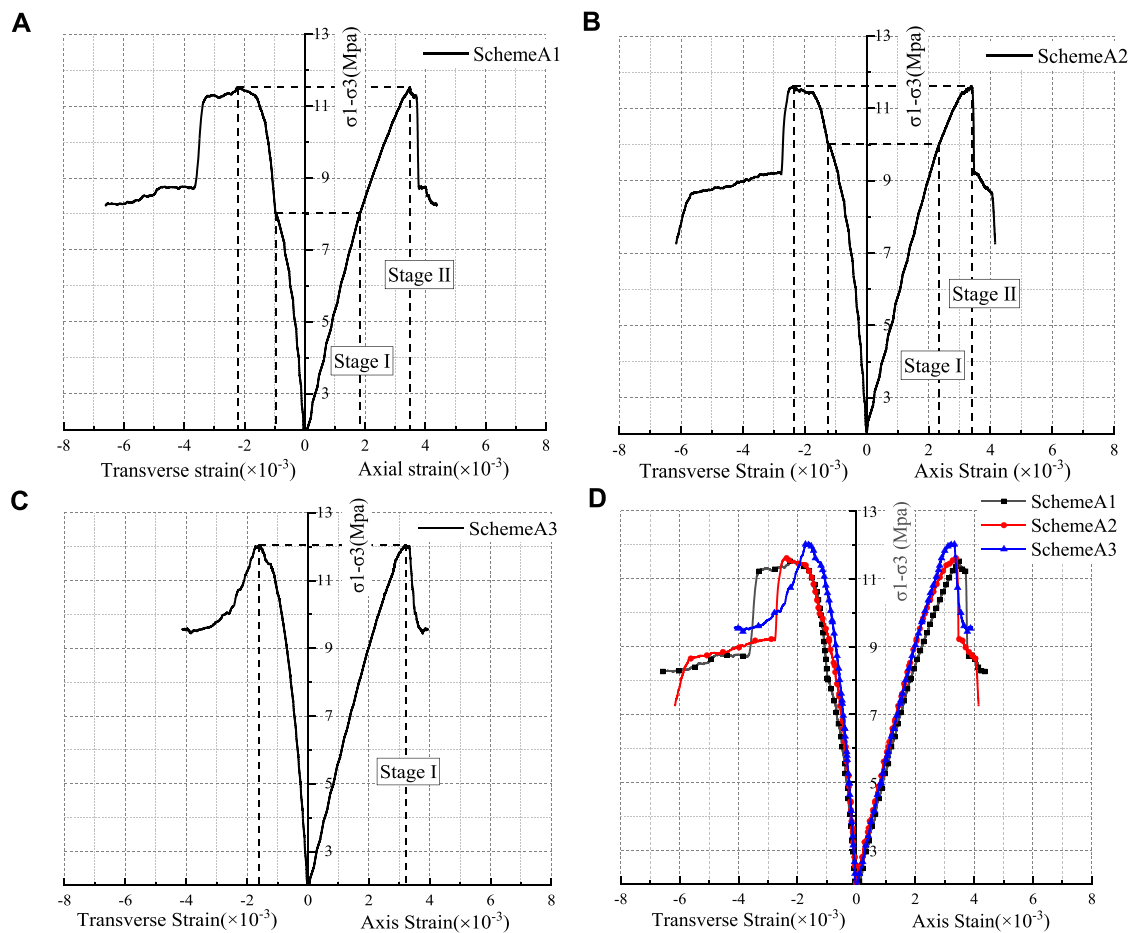 A
SchemeA1
σ1-σ3(Mpa)
13
11
9
7
5
3
Stage II
Stage I
-8 -6 -4 -2 0 2 4 6 8
Transverse strain(×10-3) Axial strain(×10-3)
B
SchemeA2
σ1-σ3(Mpa)
13
11
9
7
5
3
Stage II
Stage I
-8 -6 -4 -2 0 2 4 6 8
Transverse Strain (×10-3) Axis Strain (×10-3)
C
SchemeA3
σ1-σ3(Mpa)
13
11
9
7
5
3
Stage I
-8 -6 -4 -2 0 2 4 6 8
Transverse Strain(×10-3) Axis Strain(×10-3)
D
SchemeA1
SchemeA2
SchemeA3
σ1-σ3 (Mpa)
13
11
9
7
5
3
-8 -6 -4 -2 0 2 4 6 8
Transverse Strain(×10-3) Axis Stain(×10-3)